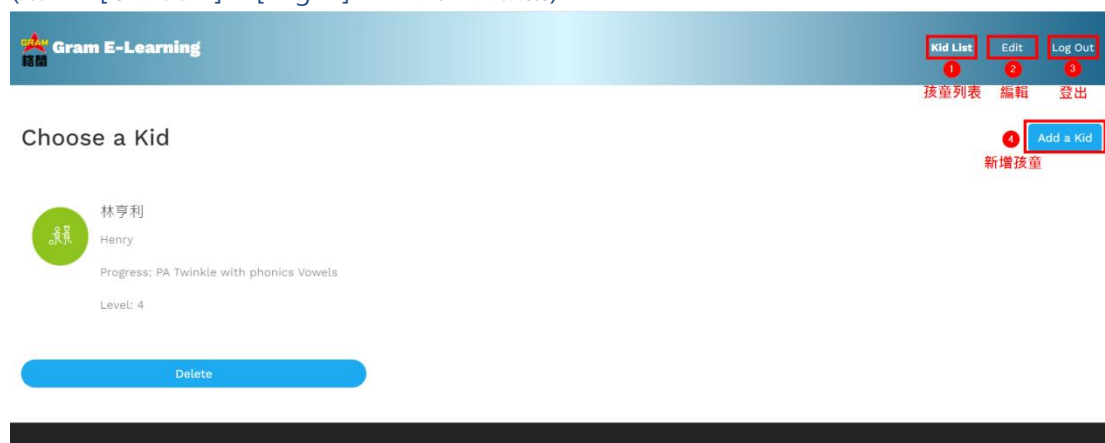 GRAM
格蘭
Gram E-Learning
Kid List Edit Log Out
1 2 3
孩童列表 編輯 登出
Choose a Kid
4 Add a Kid
新增孩童
林亨利
Henry
Progress: PA Twinkle with phonics Vowels
Level: 4
Delete